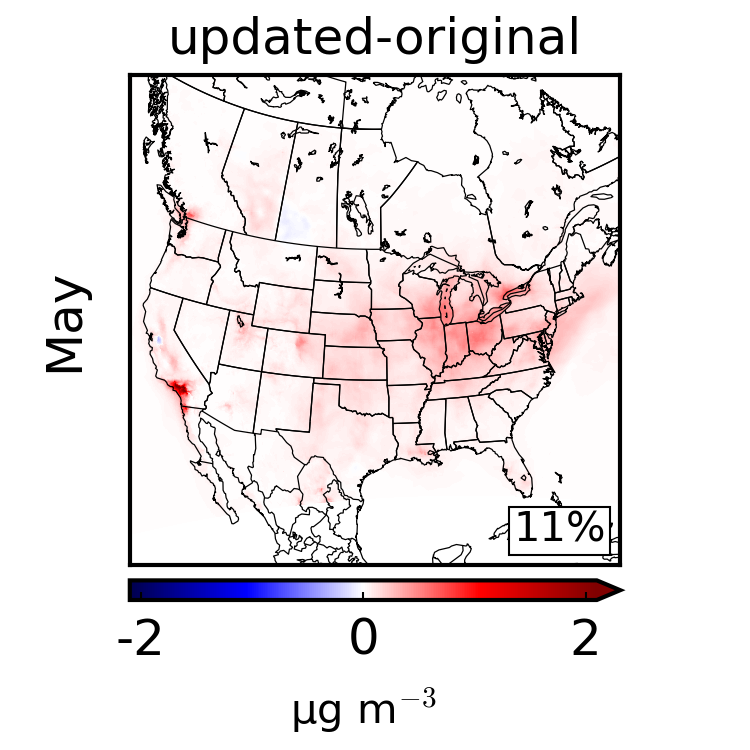 updated-original
May
11%
-2 0 2
μg m⁻³